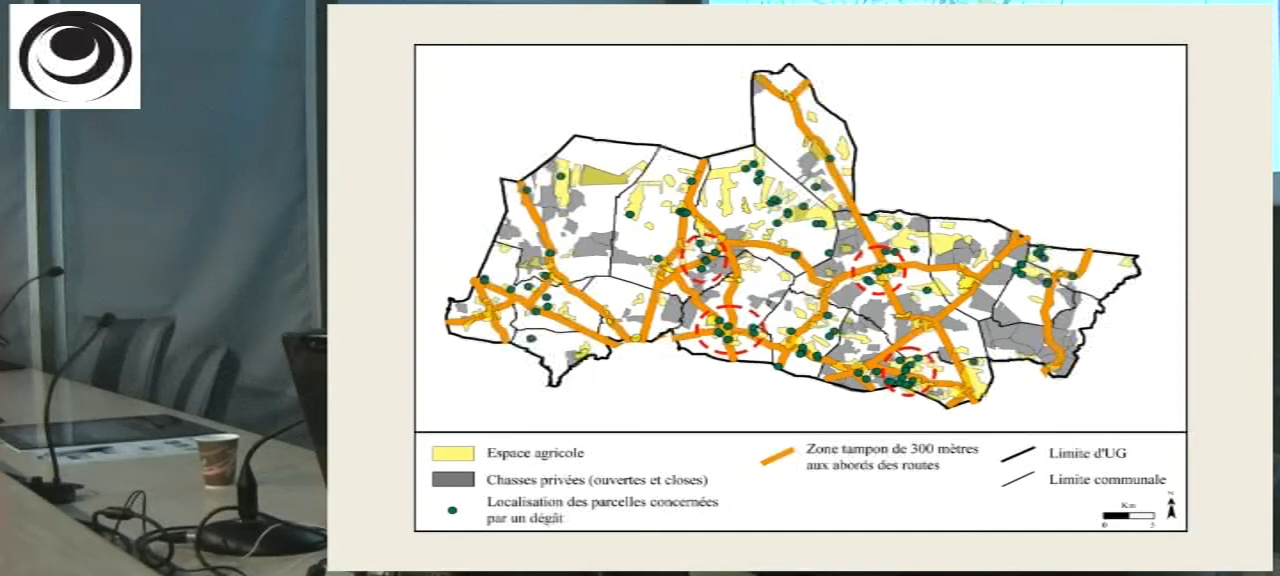 Espace agricole
Chasses privées (ouvertes et closes)
Localisation des parcelles concernées
par un dégât
Zone tampon de 300 mètres
aux abords des routes
Limite d'UG
Limite communale
N
Km
0 5